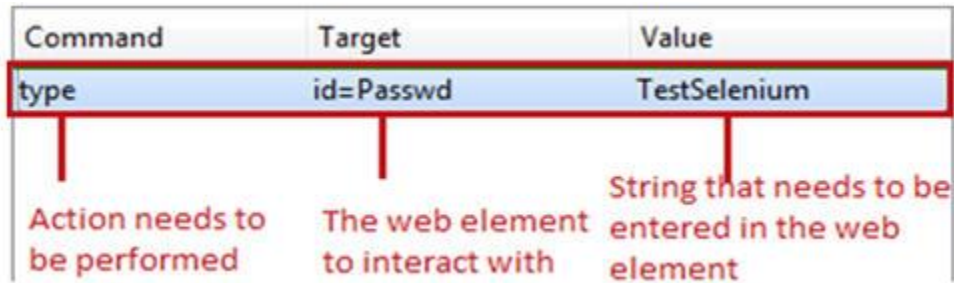 Command Target Value
type id=Passwd TestSelenium
Action needs to
be performed
The web element
to interact with
String that needs to be
entered in the web
element